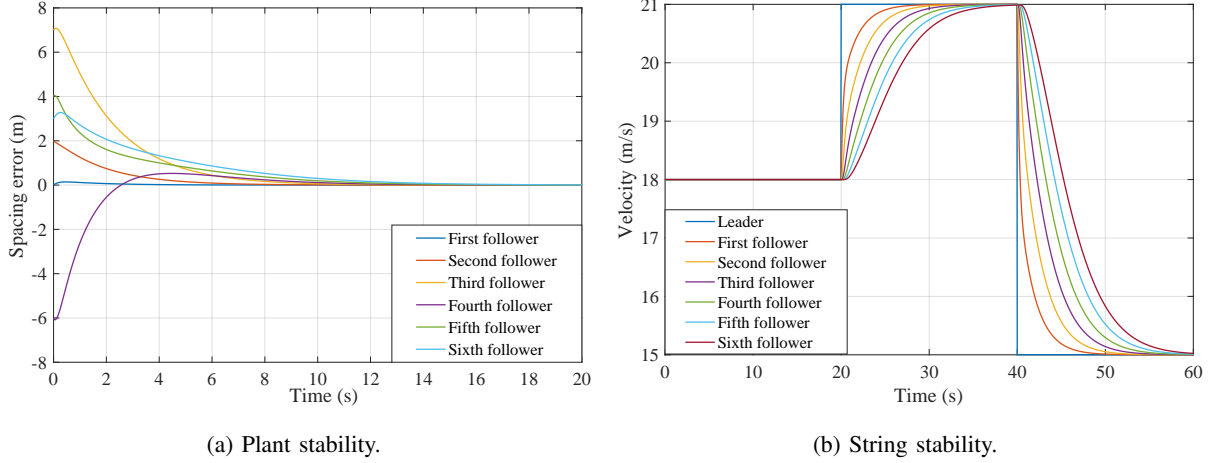 8
6
4
2
0
-2
-4
-6
-8
Spacing error (m)
First follower
Second follower
Third follower
Fourth follower
Fifth follower
Sixth follower
0 2 4 6 8 10 12 14 16 18 20
Time (s)
(a) Plant stability.
21
20
19
18
17
16
15
Velocity (m/s)
Leader
First follower
Second follower
Third follower
Fourth follower
Fifth follower
Sixth follower
0 10 20 30 40 50 60
Time (s)
(b) String stability.